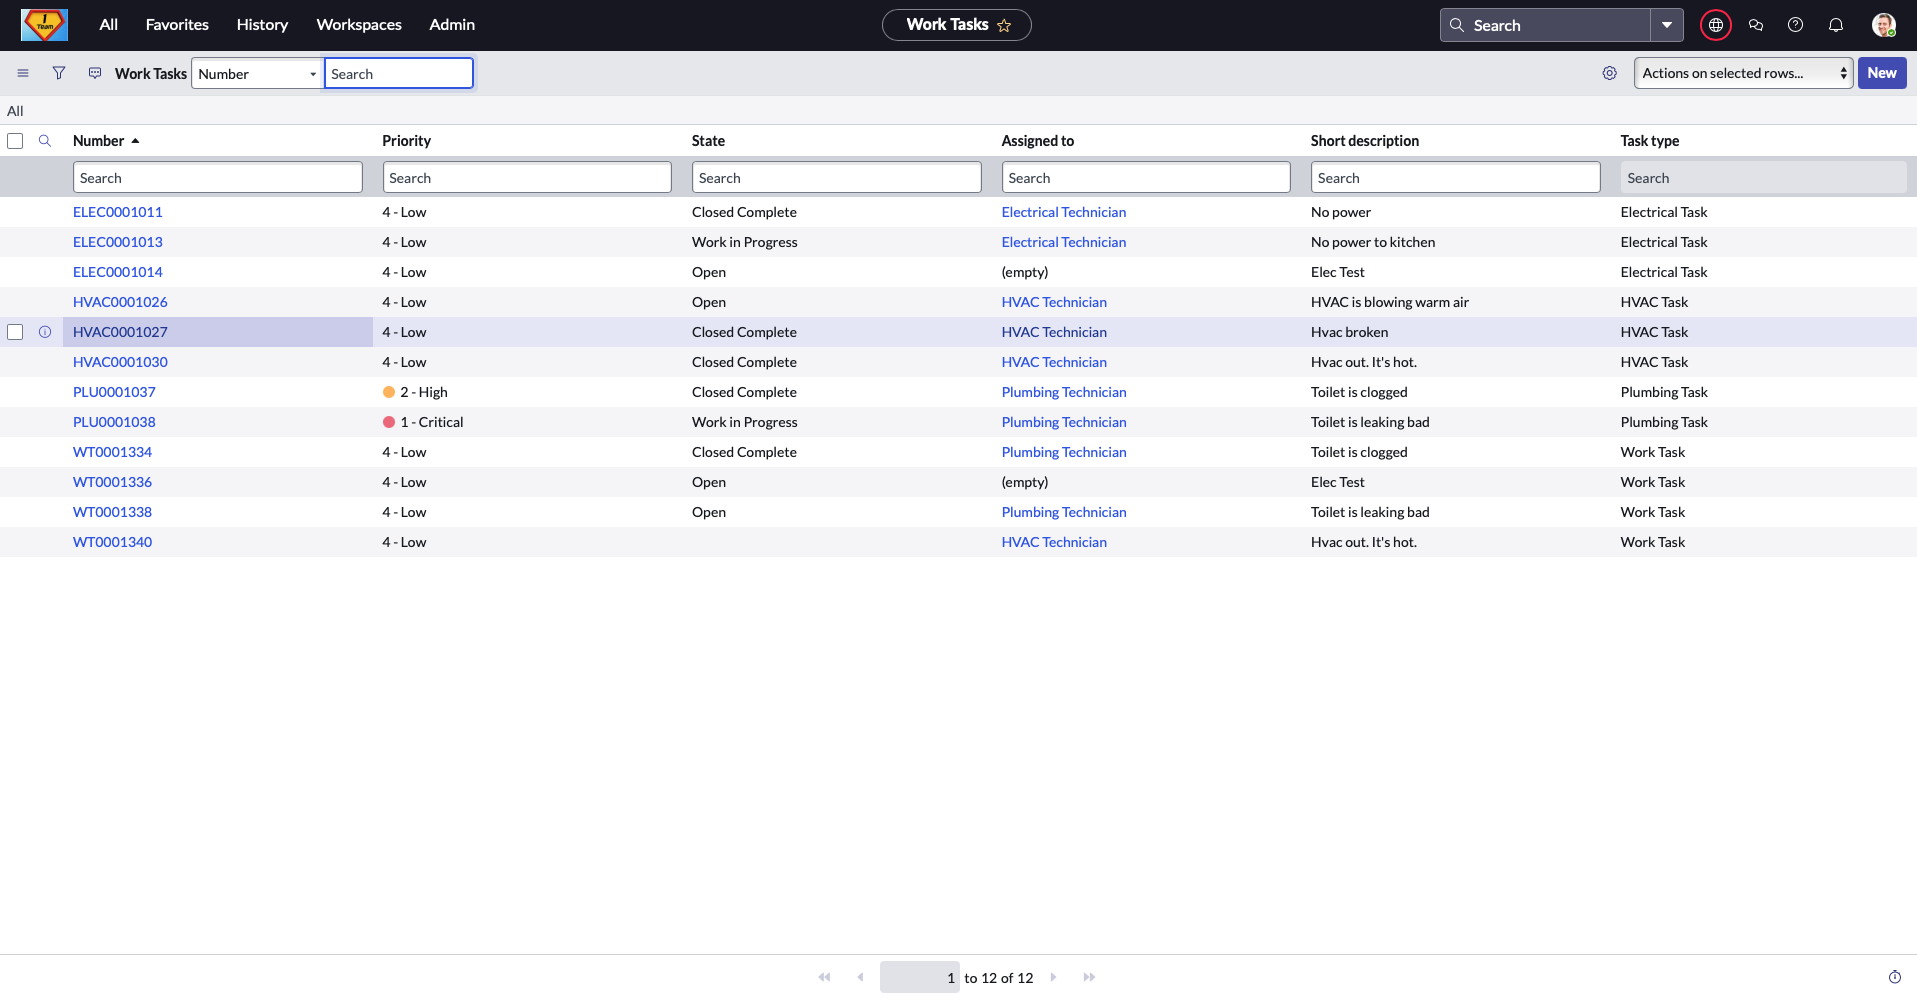 1 Team All Favorites History Workspaces Admin Work Tasks Search
Work Tasks Number Search Actions on selected rows... New
All
Number Priority State Assigned to Short description Task type
Search Search Search Search Search Search
ELEC0001011 4 - Low Closed Complete Electrical Technician No power Electrical Task
ELEC0001013 4 - Low Work in Progress Electrical Technician No power to kitchen Electrical Task
ELEC0001014 4 - Low Open (empty) Elec Test Electrical Task
HVAC0001026 4 - Low Open HVAC Technician HVAC is blowing warm air HVAC Task
HVAC0001027 4 - Low Closed Complete HVAC Technician Hvac broken HVAC Task
HVAC0001030 4 - Low Closed Complete HVAC Technician Hvac out. It's hot. HVAC Task
PLU0001037 2 - High Closed Complete Plumbing Technician Toilet is clogged Plumbing Task
PLU0001038 1 - Critical Work in Progress Plumbing Technician Toilet is leaking bad Plumbing Task
WT0001334 4 - Low Closed Complete Plumbing Technician Toilet is clogged Work Task
WT0001336 4 - Low Open (empty) Elec Test Work Task
WT0001338 4 - Low Open Plumbing Technician Toilet is leaking bad Work Task
WT0001340 4 - Low HVAC Technician Hvac out. It's hot. Work Task
1 to 12 of 12